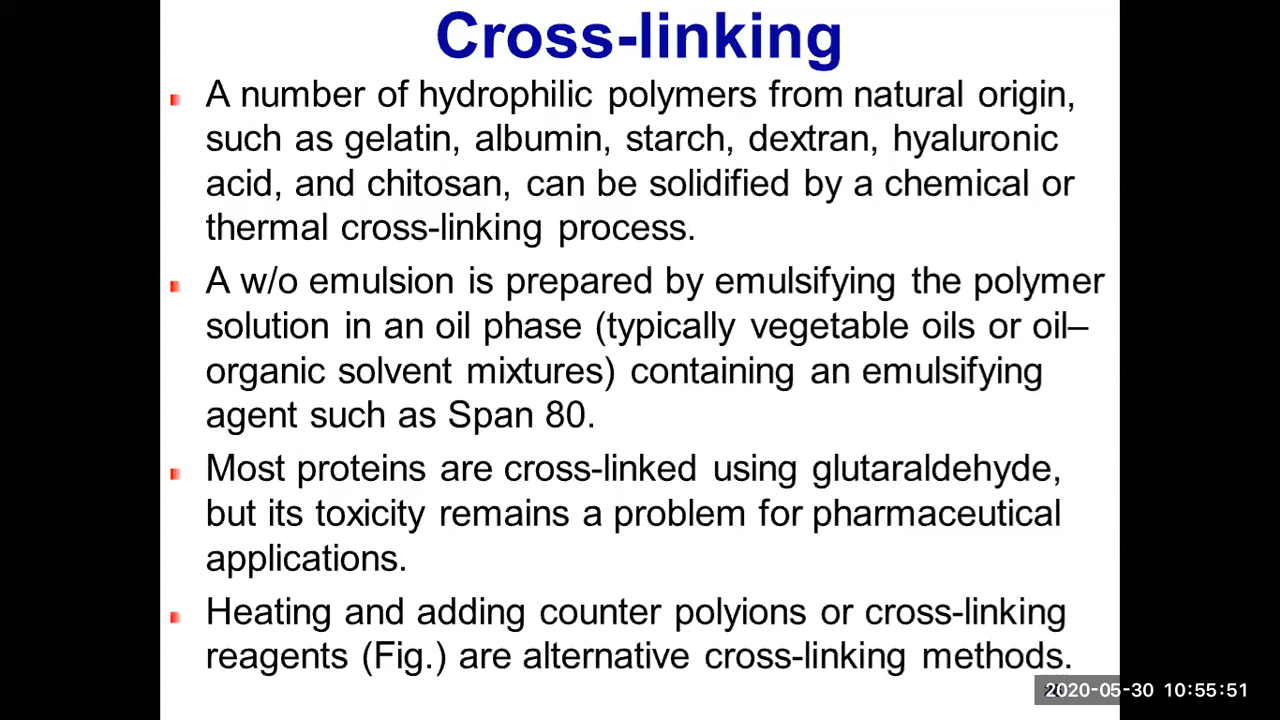 Cross-linking
A number of hydrophilic polymers from natural origin,
such as gelatin, albumin, starch, dextran, hyaluronic
acid, and chitosan, can be solidified by a chemical or
thermal cross-linking process.
A w/o emulsion is prepared by emulsifying the polymer
solution in an oil phase (typically vegetable oils or oil–
organic solvent mixtures) containing an emulsifying
agent such as Span 80.
Most proteins are cross-linked using glutaraldehyde,
but its toxicity remains a problem for pharmaceutical
applications.
Heating and adding counter polyions or cross-linking
reagents (Fig.) are alternative cross-linking methods.
2020-05-30 10:55:51